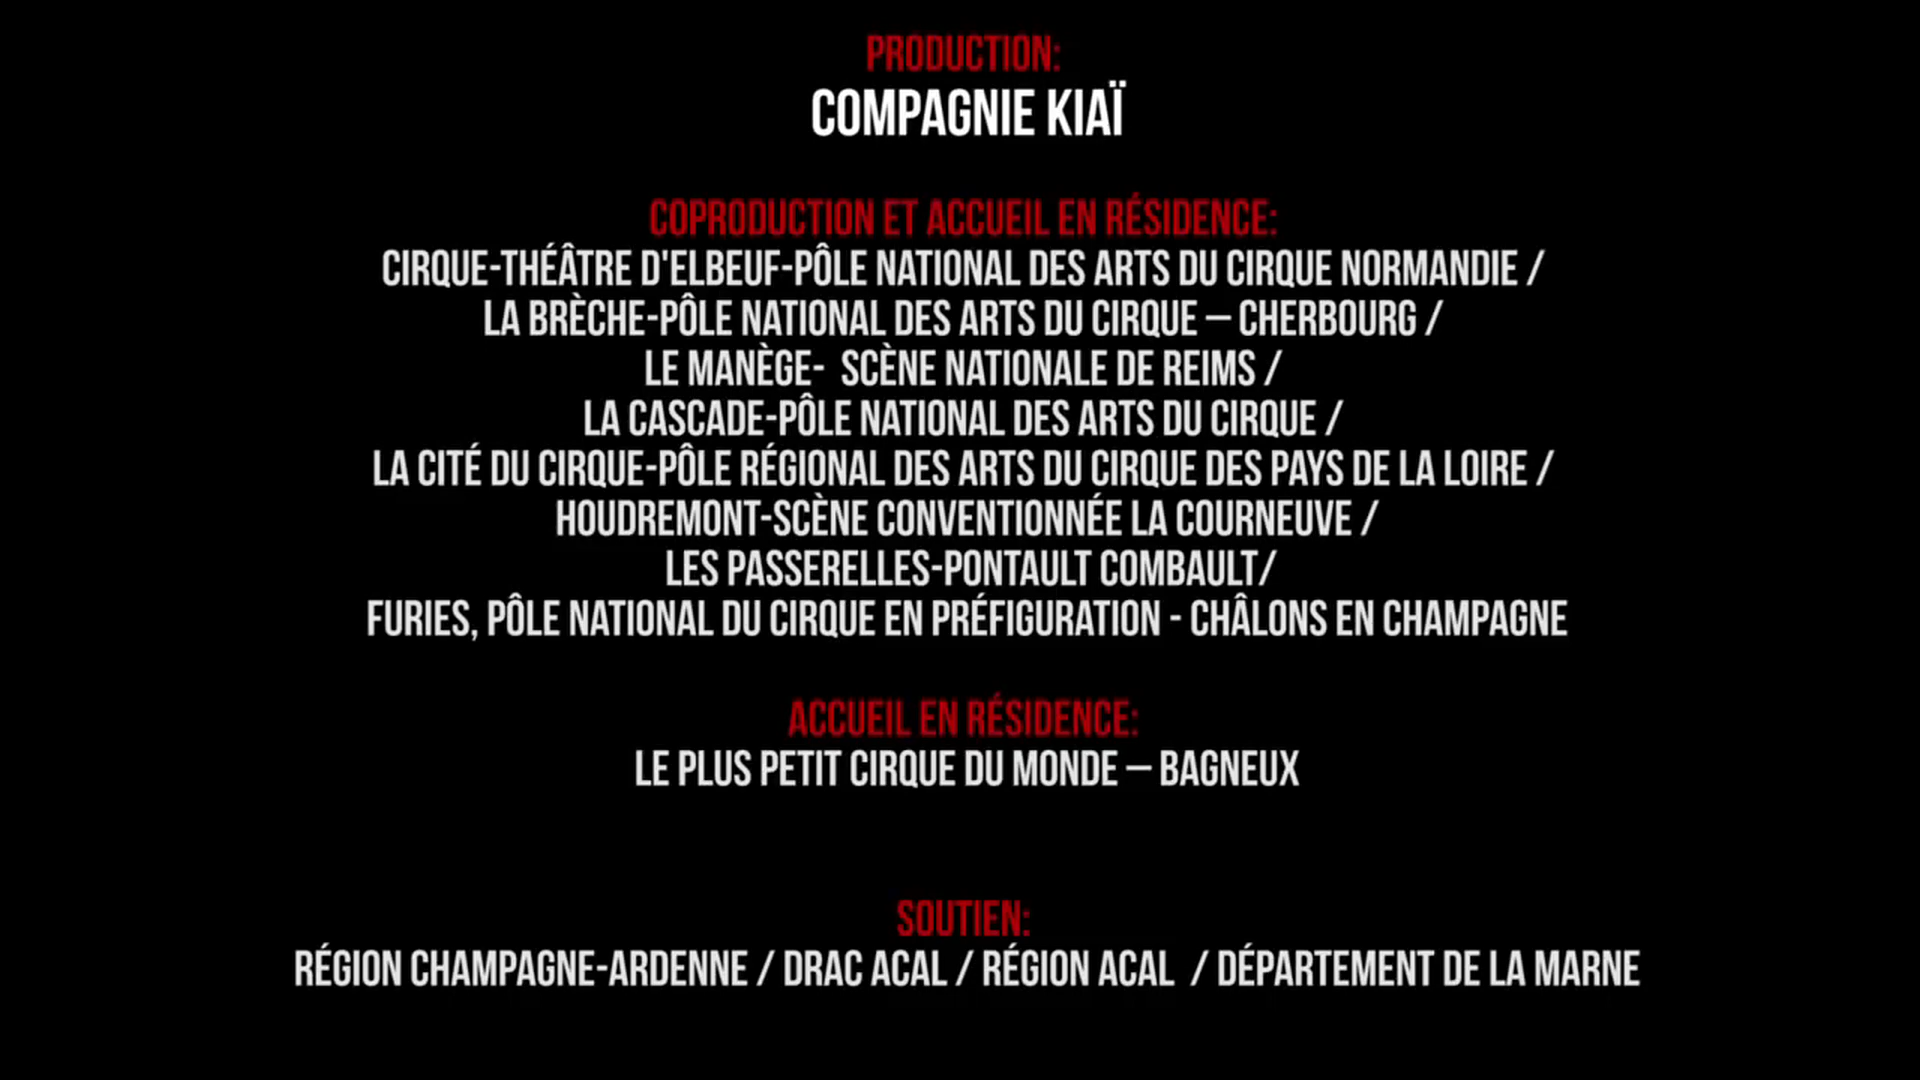 PRODUCTION:
COMPAGNIE KIAÏ
COPRODUCTION ET ACCUEIL EN RÉSIDENCE:
CIRQUE-THÉÂTRE D'ELBEUF-PÔLE NATIONAL DES ARTS DU CIRQUE NORMANDIE /
LA BRÈCHE-PÔLE NATIONAL DES ARTS DU CIRQUE – CHERBOURG /
LE MANÈGE-  SCÈNE NATIONALE DE REIMS /
LA CASCADE-PÔLE NATIONAL DES ARTS DU CIRQUE /
LA CITÉ DU CIRQUE-PÔLE RÉGIONAL DES ARTS DU CIRQUE DES PAYS DE LA LOIRE /
HOUDREMONT-SCÈNE CONVENTIONNÉE LA COURNEUVE /
LES PASSERELLES-PONTAULT COMBAULT/
FURIES, PÔLE NATIONAL DU CIRQUE EN PRÉFIGURATION - CHÂLONS EN CHAMPAGNE
ACCUEIL EN RÉSIDENCE:
LE PLUS PETIT CIRQUE DU MONDE – BAGNEUX
SOUTIEN:
RÉGION CHAMPAGNE-ARDENNE / DRAC ACAL / RÉGION ACAL  / DÉPARTEMENT DE LA MARNE